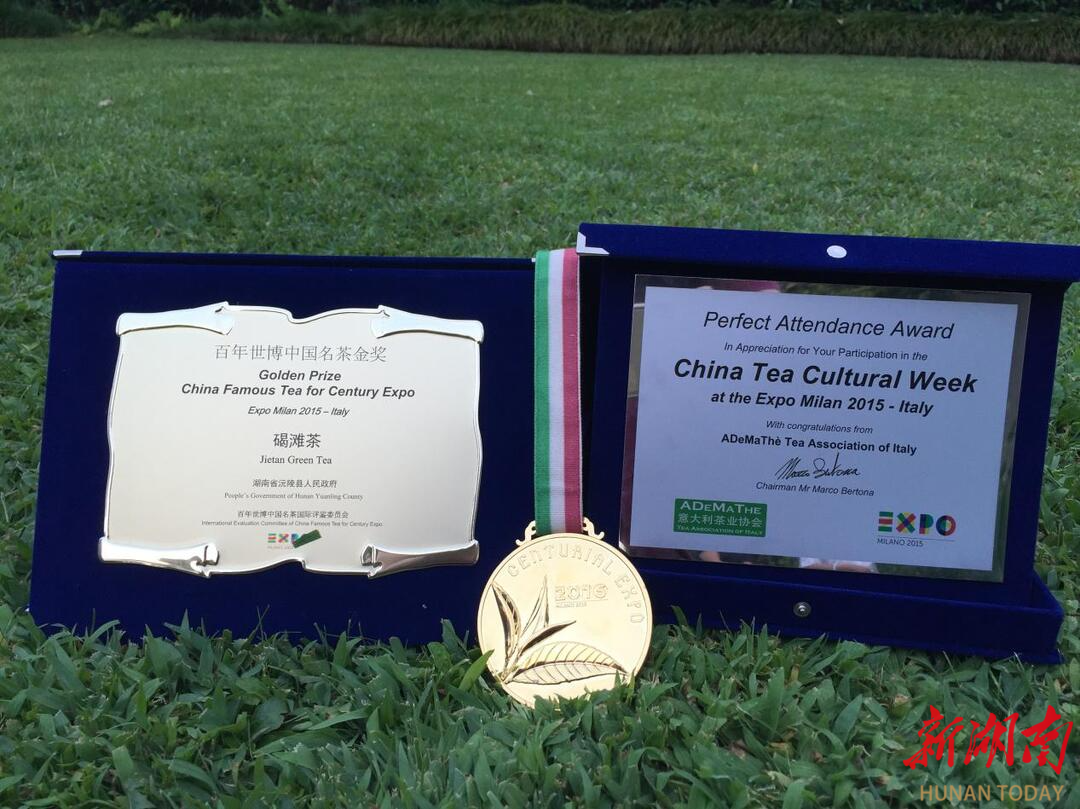 百年世博中国名茶金奖
Golden Prize
China Famous Tea for Century Expo
Expo Milan 2015 – Italy
碣滩茶
Jietan Green Tea
湖南省沅陵县人民政府
People's Government of Hunan Yuanling County
百年世博中国名茶国际评鉴委员会
International Evaluation Committee of China Famous Tea for Century Expo
CENTURIAL EXPO
MILANO 2015
Perfect Attendance Award
In Appreciation for Your Participation in the
China Tea Cultural Week
at the Expo Milan 2015 - Italy
With congratulations from
ADeMaThè Tea Association of Italy
Marco Bertona
Chairman Mr Marco Bertona
ADEMATHE
意大利茶业协会
TEA ASSOCIATION OF ITALY
EXPO
MILANO 2015
新湖南
HUNAN TODAY